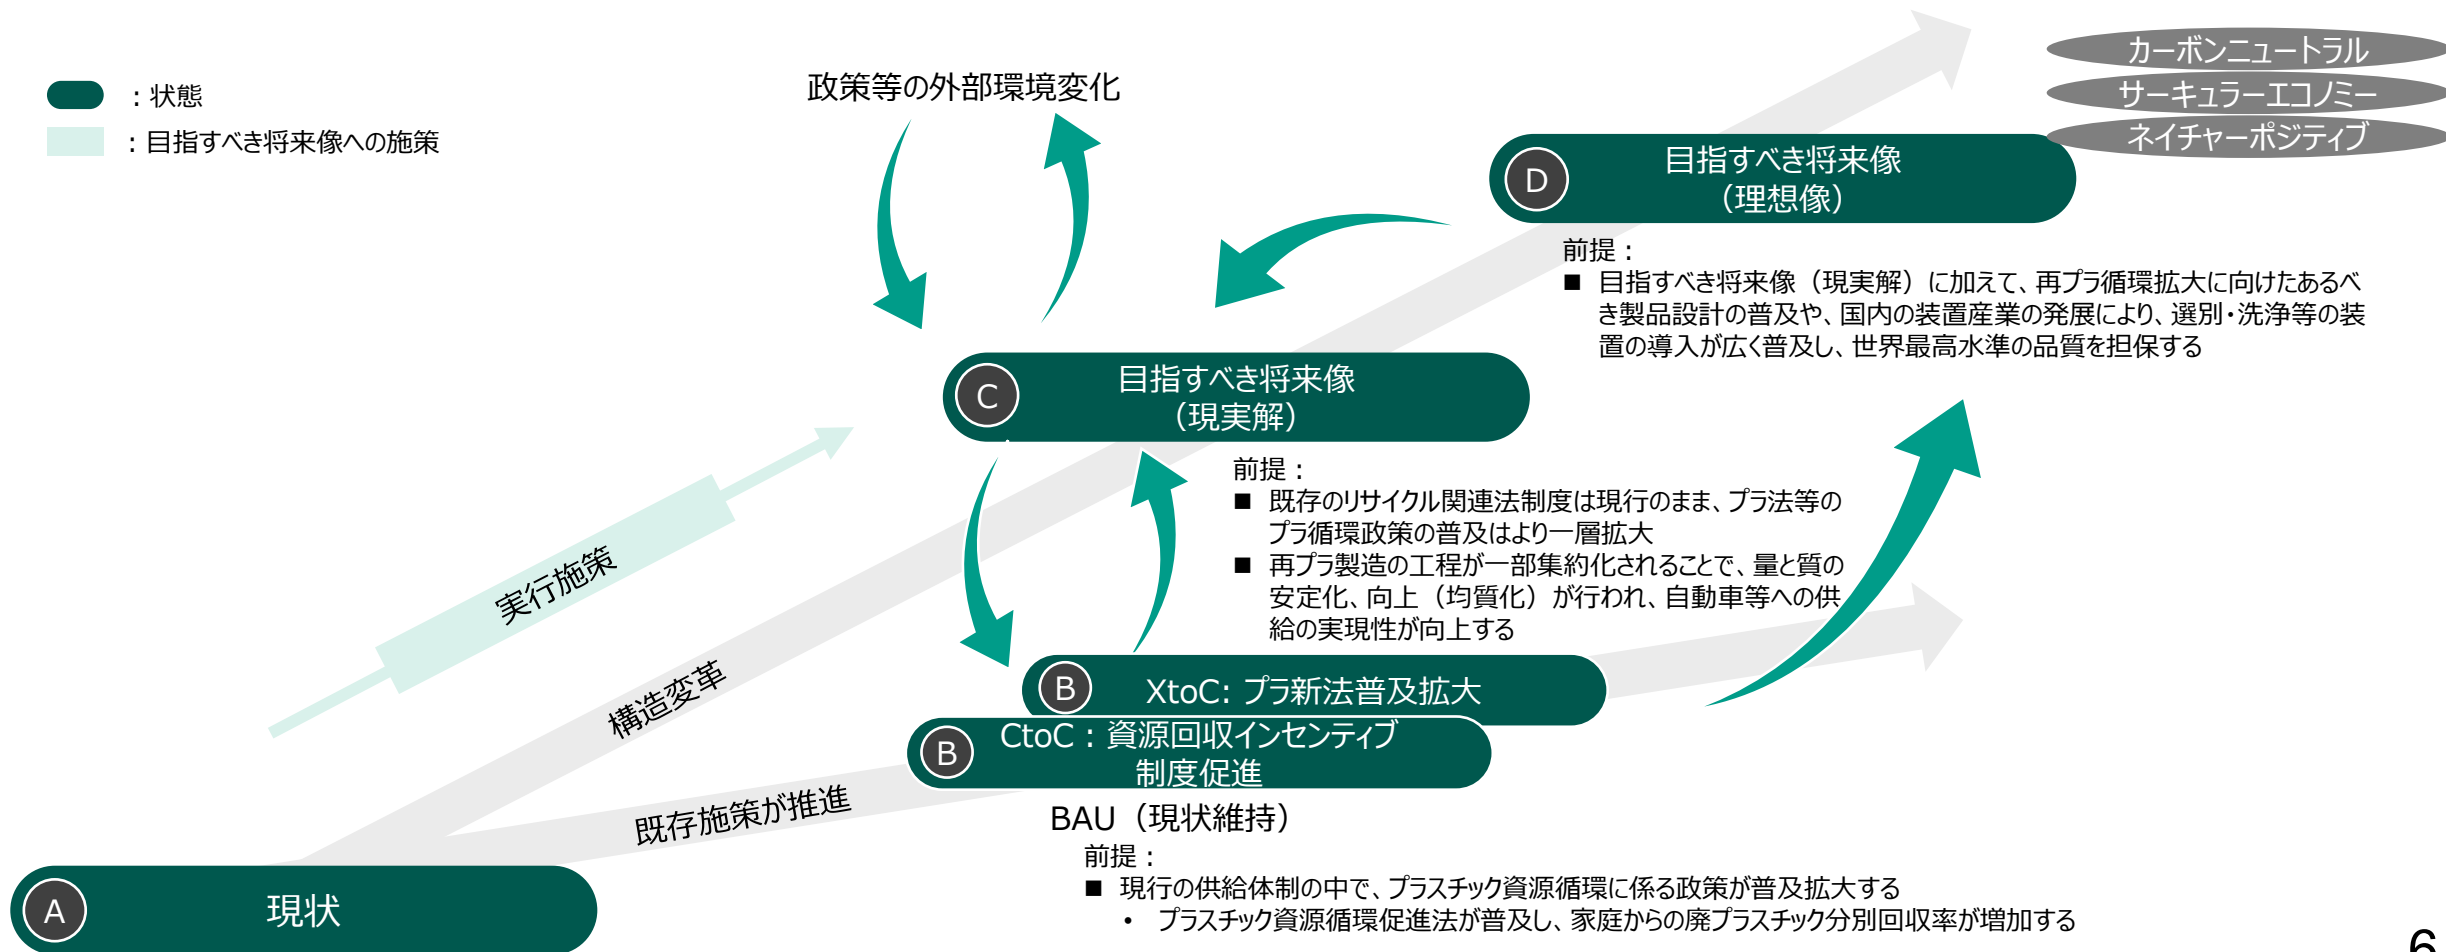 ：状態
：目指すべき将来像への施策
政策等の外部環境変化
カーボンニュートラル
サーキュラーエコノミー
ネイチャーポジティブ
D
目指すべき将来像
（理想像）
前提：
■ 目指すべき将来像（現実解）に加えて、再プラ循環拡大に向けたあるべ
き製品設計の普及や、国内の装置産業の発展により、選別・洗浄等の装
置の導入が広く普及し、世界最高水準の品質を担保する
C
目指すべき将来像
（現実解）
前提：
■ 既存のリサイクル関連法制度は現行のまま、プラ法等の
プラ循環政策の普及はより一層拡大
■ 再プラ製造の工程が一部集約化されることで、量と質の
安定化、向上（均質化）が行われ、自動車等への供
給の実現性が向上する
実行施策
構造変革
既存施策が推進
B
XtoC: プラ新法普及拡大
B
CtoC：資源回収インセンティブ
制度促進
BAU（現状維持）
前提：
■ 現行の供給体制の中で、プラスチック資源循環に係る政策が普及拡大する
• プラスチック資源循環促進法が普及し、家庭からの廃プラスチック分別回収率が増加する
A
現状
6